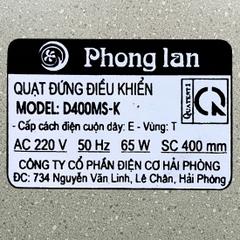 Phong lan
QUẠT ĐỨNG ĐIỀU KHIỂN
MODEL: D400MS-K
- Cấp cách điện cuộn dây: E - Vùng: T
AC 220 V 50 Hz 65 W SC 400 mm
CÔNG TY CỔ PHẦN ĐIỆN CƠ HẢI PHÒNG
ĐC: 734 Nguyễn Văn Linh, Lê Chân, Hải Phòng
QUATEST1